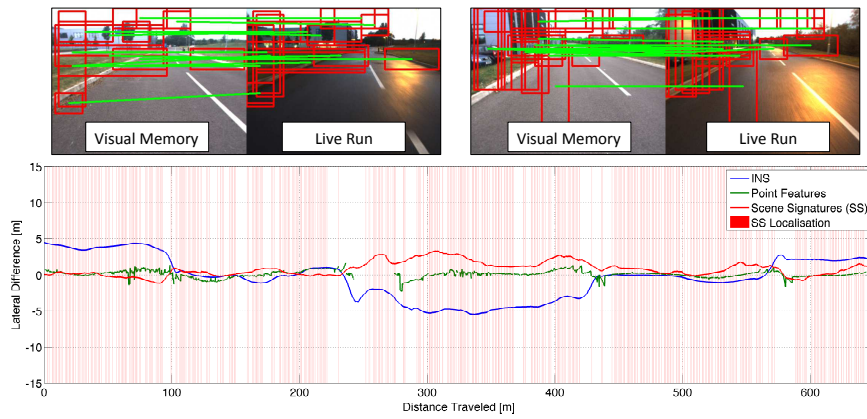 Visual Memory
Live Run
Visual Memory
Live Run
15
10
5
0
-5
-10
-15
Lateral Difference [m]
INS
Point Features
Scene Signatures (SS)
SS Localisation
0
100
200
300
400
500
600
Distance Traveled [m]